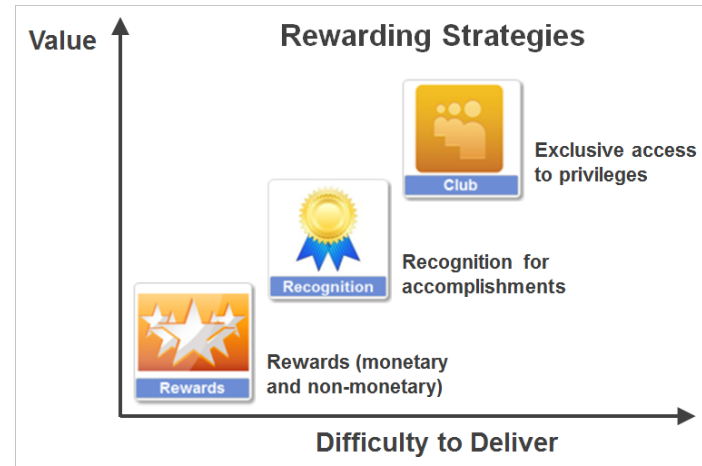 Rewarding Strategies
Value
Club
Exclusive access
to privileges
Recognition
Recognition for
accomplishments
Rewards
Rewards (monetary
and non-monetary)
Difficulty to Deliver